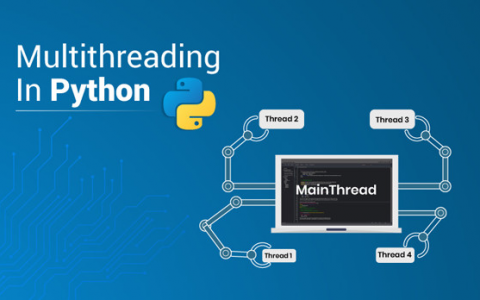 Multithreading
In Python
Thread 2
Thread 3
MainThread
Thread 1
Thread 4